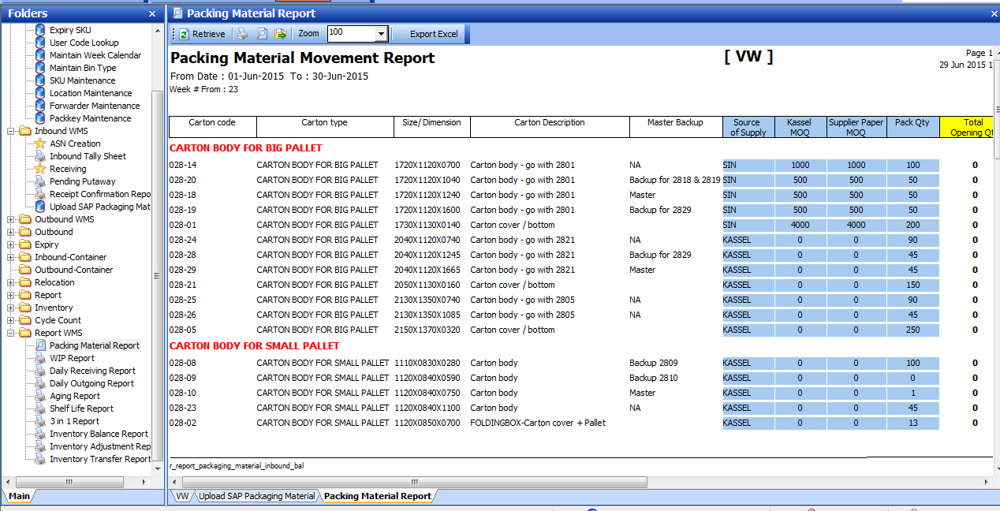 Folders
Expiry SKU
User Code Lookup
Maintain Week Calendar
Maintain Bin Type
SKU Maintenance
Location Maintenance
Forwarder Maintenance
Packkey Maintenance
Inbound WMS
ASN Creation
Inbound Tally Sheet
Receiving
Pending Putaway
Receipt Confirmation Repo
Upload SAP Packaging Mat
Outbound WMS
Outbound
Expiry
Inbound-Container
Outbound-Container
Relocation
Report
Inventory
Cycle Count
Report WMS
Packing Material Report
WIP Report
Daily Receiving Report
Daily Outgoing Report
Aging Report
Shelf Life Report
3 in 1 Report
Inventory Balance Report
Inventory Adjustment Rep
Inventory Transfer Report
Main
Packing Material Report
Retrieve Zoom 100 Export Excel
Packing Material Movement Report [ VW ] Page 1
From Date : 01-Jun-2015 To : 30-Jun-2015 29 Jun 2015 1
Week # From : 23
Carton code Carton type Size/ Dimension Carton Description Master Backup Source of Supply Kassel MOQ Supplier Paper MOQ Pack Qty Total Opening Qt
CARTON BODY FOR BIG PALLET
028-14 CARTON BODY FOR BIG PALLET 1720X1120X0700 Carton body - go with 2801 NA SIN 1000 1000 100 0
028-20 CARTON BODY FOR BIG PALLET 1720X1120X1040 Carton body - go with 2801 Backup for 2818 & 2819 SIN 500 500 50 0
028-18 CARTON BODY FOR BIG PALLET 1720X1120X1240 Carton body - go with 2801 Master SIN 500 500 50 0
028-19 CARTON BODY FOR BIG PALLET 1720X1120X1600 Carton body - go with 2801 Backup for 2829 SIN 500 500 50 0
028-01 CARTON BODY FOR BIG PALLET 1730X1130X0140 Carton cover / bottom SIN 4000 4000 200 0
028-24 CARTON BODY FOR BIG PALLET 2040X1120X0740 Carton body - go with 2821 NA KASSEL 0 0 90 0
028-28 CARTON BODY FOR BIG PALLET 2040X1120X1245 Carton body - go with 2821 Backup for 2829 KASSEL 0 0 45 0
028-29 CARTON BODY FOR BIG PALLET 2040X1120X1665 Carton body - go with 2821 Master KASSEL 0 0 45 0
028-21 CARTON BODY FOR BIG PALLET 2050X1130X0160 Carton cover / bottom KASSEL 0 0 150 0
028-25 CARTON BODY FOR BIG PALLET 2130X1350X0740 Carton body - go with 2805 NA KASSEL 0 0 90 0
028-26 CARTON BODY FOR BIG PALLET 2130X1350X1085 Carton body - go with 2805 NA KASSEL 0 0 45 0
028-05 CARTON BODY FOR BIG PALLET 2150X1370X0320 Carton cover / bottom KASSEL 0 0 250 0
CARTON BODY FOR SMALL PALLET
028-08 CARTON BODY FOR SMALL PALLET 1110X0830X0280 Carton body Backup 2809 KASSEL 0 0 100 0
028-09 CARTON BODY FOR SMALL PALLET 1120X0840X0590 Carton body Backup 2810 KASSEL 0 0 0 0
028-10 CARTON BODY FOR SMALL PALLET 1120X0840X0750 Carton body Master KASSEL 0 0 1 0
028-23 CARTON BODY FOR SMALL PALLET 1120X0840X1100 Carton body NA KASSEL 0 0 45 0
028-02 CARTON BODY FOR SMALL PALLET 1120X0850X0700 FOLDINGBOX-Carton cover + Pallet KASSEL 0 0 13 0
r_report_packaging_material_inbound_bal
VW Upload SAP Packaging Material Packing Material Report